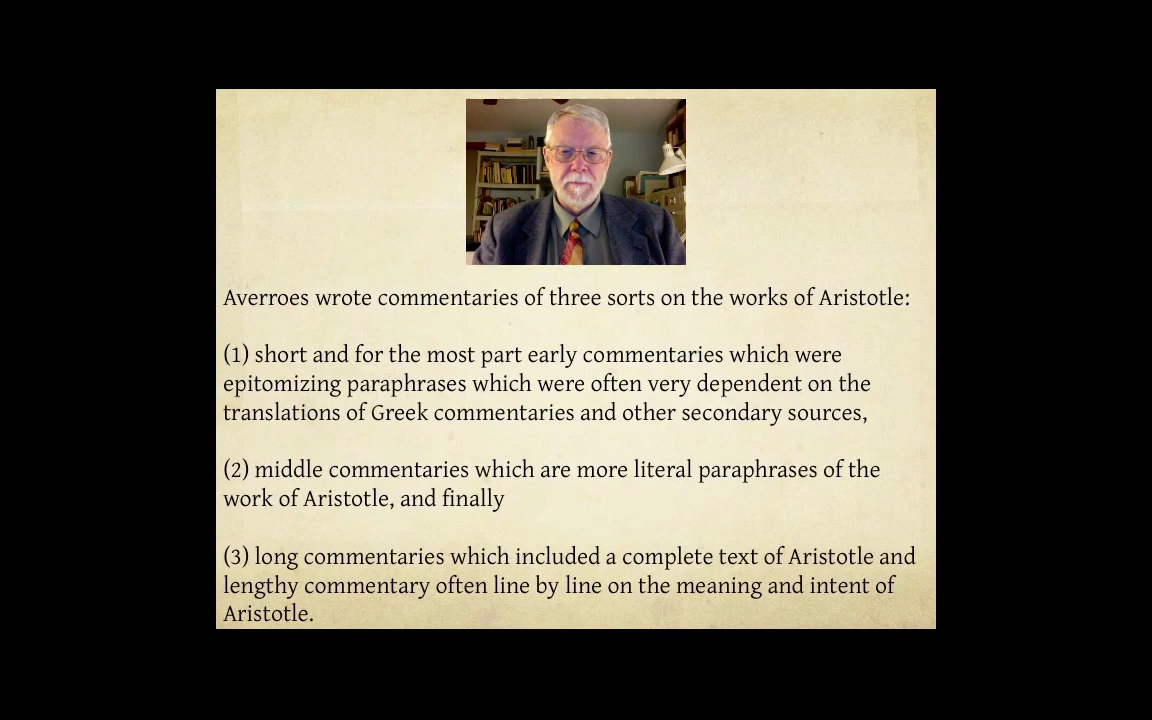 Averroes wrote commentaries of three sorts on the works of Aristotle:
(1) short and for the most part early commentaries which were
epitomizing paraphrases which were often very dependent on the
translations of Greek commentaries and other secondary sources,
(2) middle commentaries which are more literal paraphrases of the
work of Aristotle, and finally
(3) long commentaries which included a complete text of Aristotle and
lengthy commentary often line by line on the meaning and intent of
Aristotle.